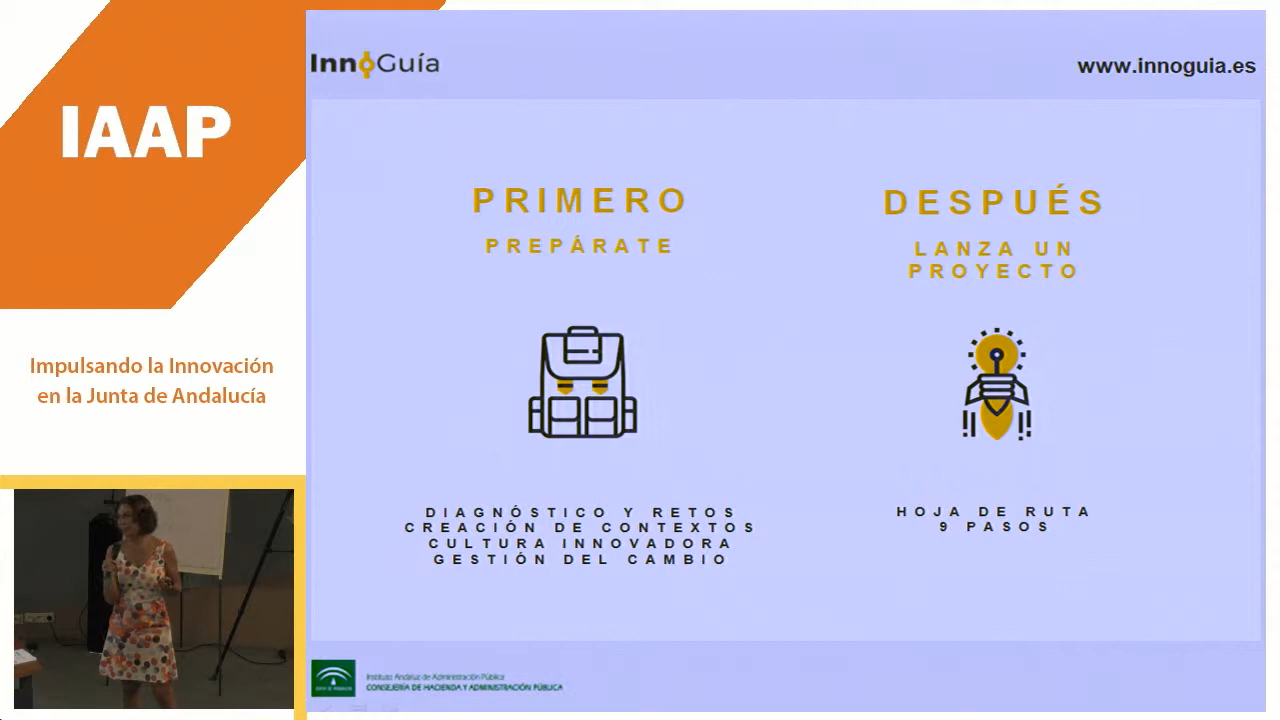 IAAP
Impulsando la Innovación
en la Junta de Andalucía
InnoGuía
www.innoguia.es
PRIMERO
PREPÁRATE
DIAGNÓSTICO Y RETOS
CREACIÓN DE CONTEXTOS
CULTURA INNOVADORA
GESTIÓN DEL CAMBIO
DESPUÉS
LANZA UN
PROYECTO
HOJA DE RUTA
9 PASOS
Instituto Andaluz de Administración Pública
CONSEJERÍA DE HACIENDA Y ADMINISTRACIÓN PÚBLICA